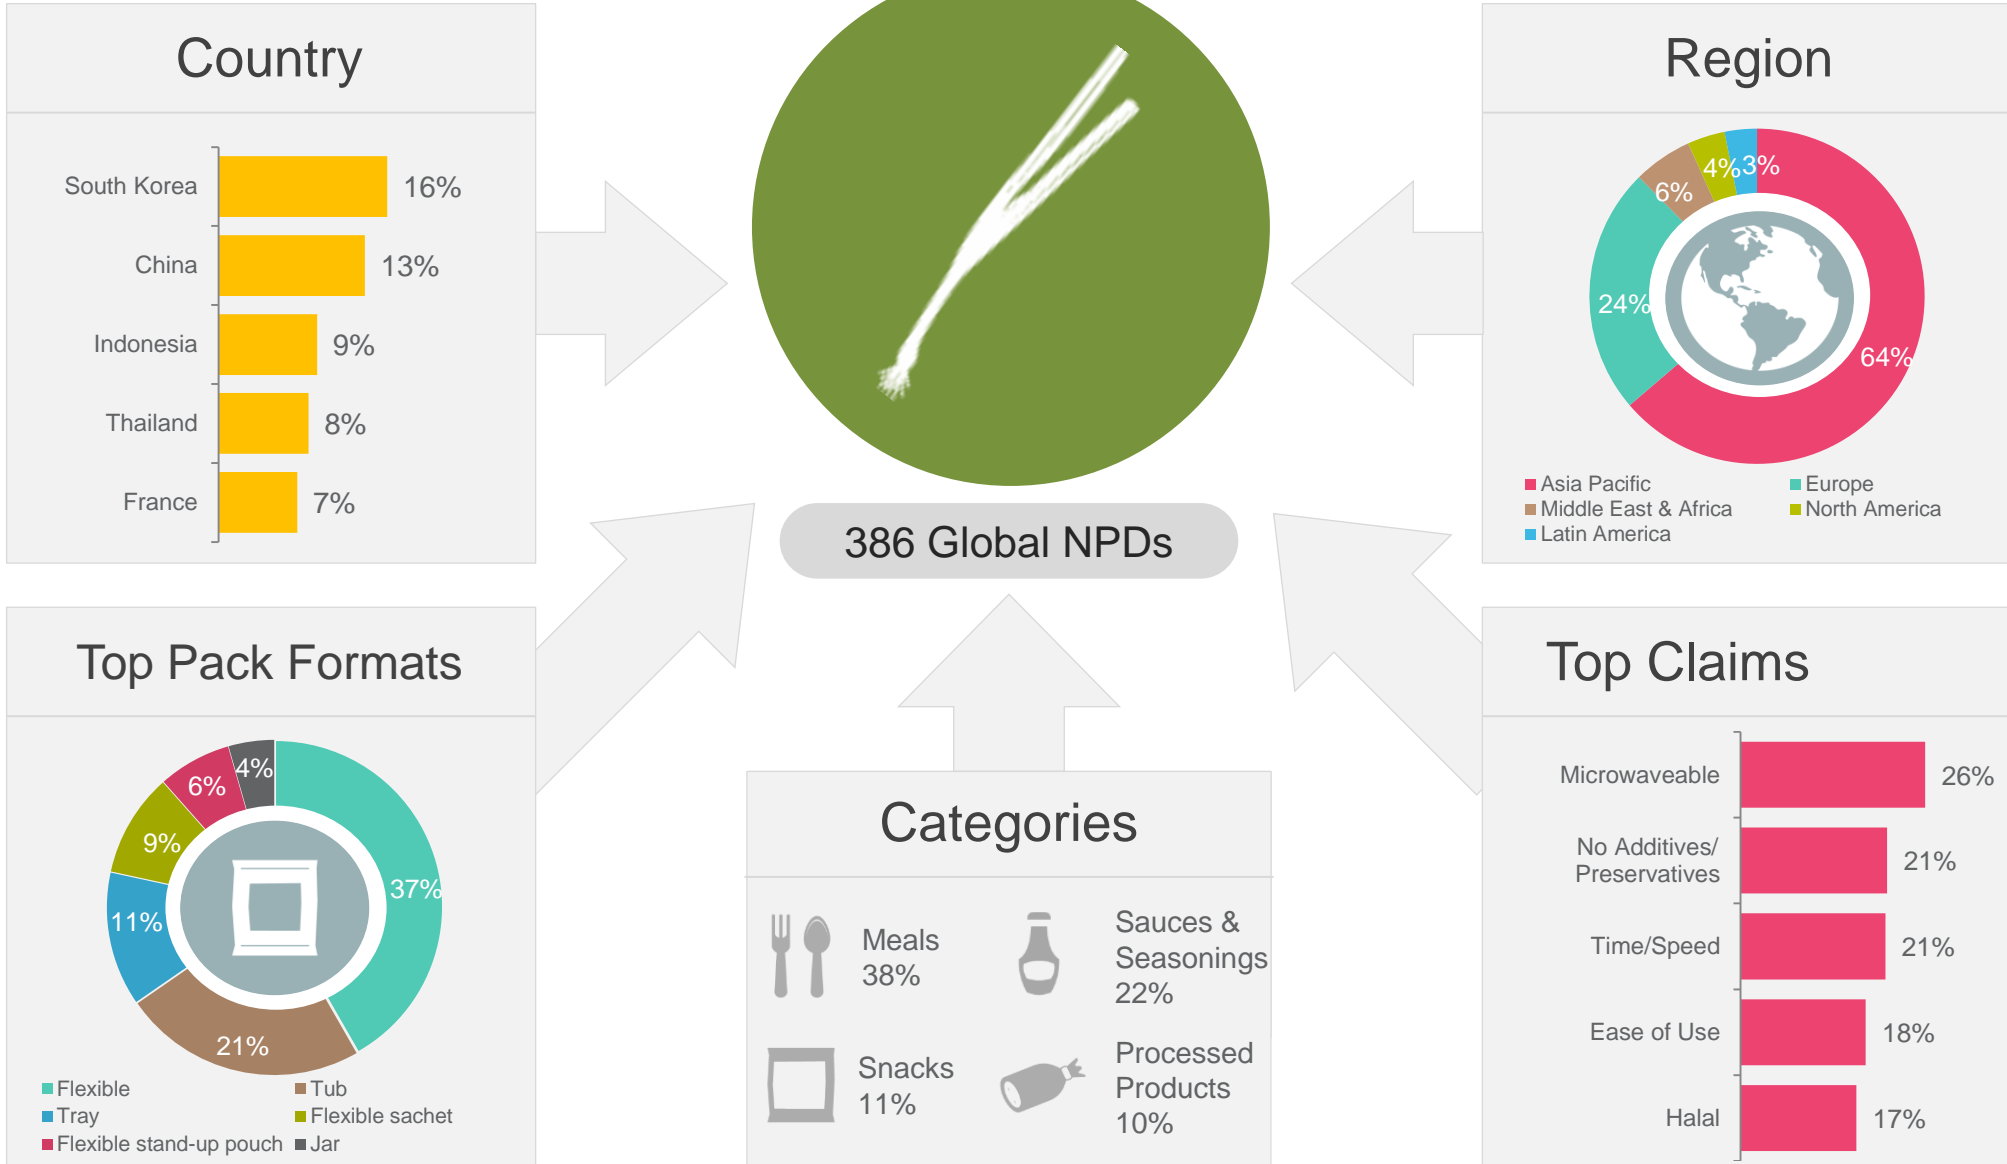 Country
South Korea
16%
China
13%
Indonesia
9%
Thailand
8%
France
7%
386 Global NPDs
Region
3%
4%
6%
24%
64%
Asia Pacific
Europe
Middle East & Africa
North America
Latin America
Top Pack Formats
4%
6%
9%
37%
11%
21%
Flexible
Tub
Tray
Flexible sachet
Flexible stand-up pouch
Jar
Categories
Meals
38%
Sauces &
Seasonings
22%
Snacks
11%
Processed
Products
10%
Top Claims
Microwaveable
26%
No Additives/
Preservatives
21%
Time/Speed
21%
Ease of Use
18%
Halal
17%